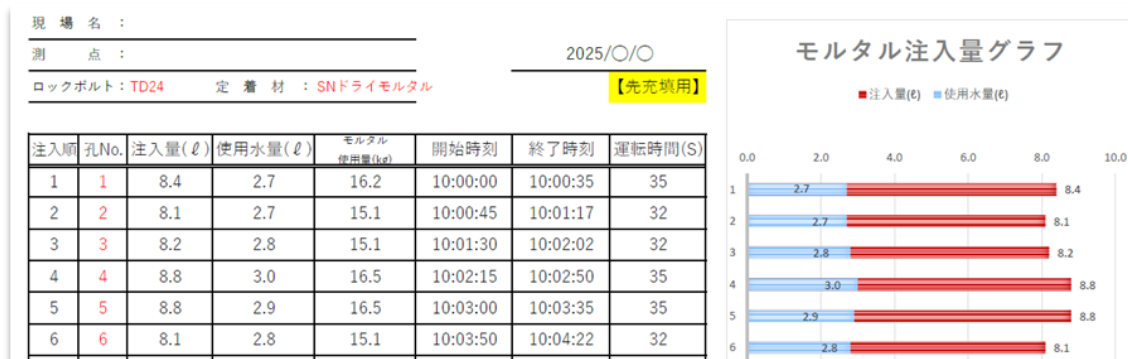 現 場 名 ：
測 点 ：
2025/〇/〇
ロックボルト：TD24 定 着 材 ：SNドライモルタル
【先充填用】
注入順 孔No. 注入量(ℓ) 使用水量(ℓ) モルタル使用量(kg) 開始時刻 終了時刻 運転時間(S)
1 1 8.4 2.7 16.2 10:00:00 10:00:35 35
2 2 8.1 2.7 15.1 10:00:45 10:01:17 32
3 3 8.2 2.8 15.1 10:01:30 10:02:02 32
4 4 8.8 3.0 16.5 10:02:15 10:02:50 35
5 5 8.8 2.9 16.5 10:03:00 10:03:35 35
6 6 8.1 2.8 15.1 10:03:50 10:04:22 32
モルタル注入量グラフ
注入量(ℓ) 使用水量(ℓ)
0.0 2.0 4.0 6.0 8.0 10.0
1 2.7 8.4
2 2.7 8.1
3 2.8 8.2
4 3.0 8.8
5 2.9 8.8
6 2.8 8.1